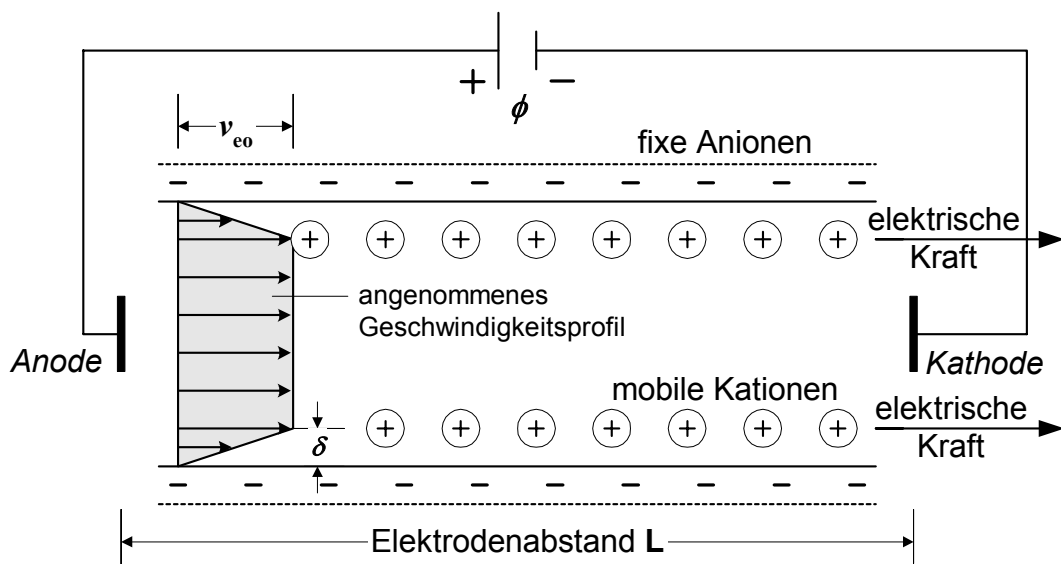 + −
ϕ
v_eo
fixe Anionen
elektrische
Kraft
angenommenes
Geschwindigkeitsprofil
Anode
Kathode
mobile Kationen
elektrische
Kraft
δ
Elektrodenabstand L